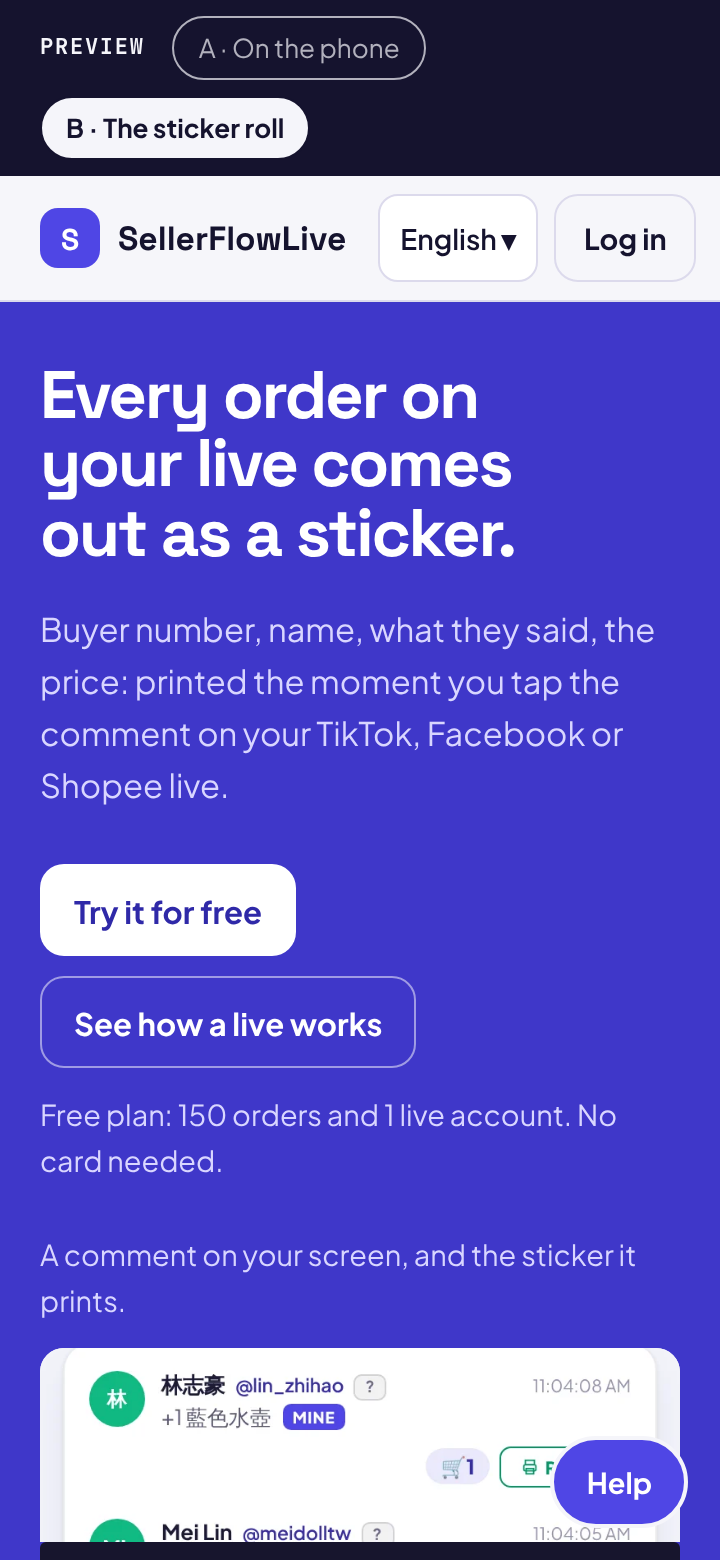 PREVIEW
A · On the phone
B · The sticker roll
S
SellerFlowLive
English ▾
Log in
Every order on
your live comes
out as a sticker.
Buyer number, name, what they said, the
price: printed the moment you tap the
comment on your TikTok, Facebook or
Shopee live.
Try it for free
See how a live works
Free plan: 150 orders and 1 live account. No
card needed.
A comment on your screen, and the sticker it
prints.
林
林志豪 @lin_zhihao ? 11:04:08 AM
+1 藍色水壺 MINE
🛒1
Help
Mei Lin @meidolltw ? 11:04:05 AM